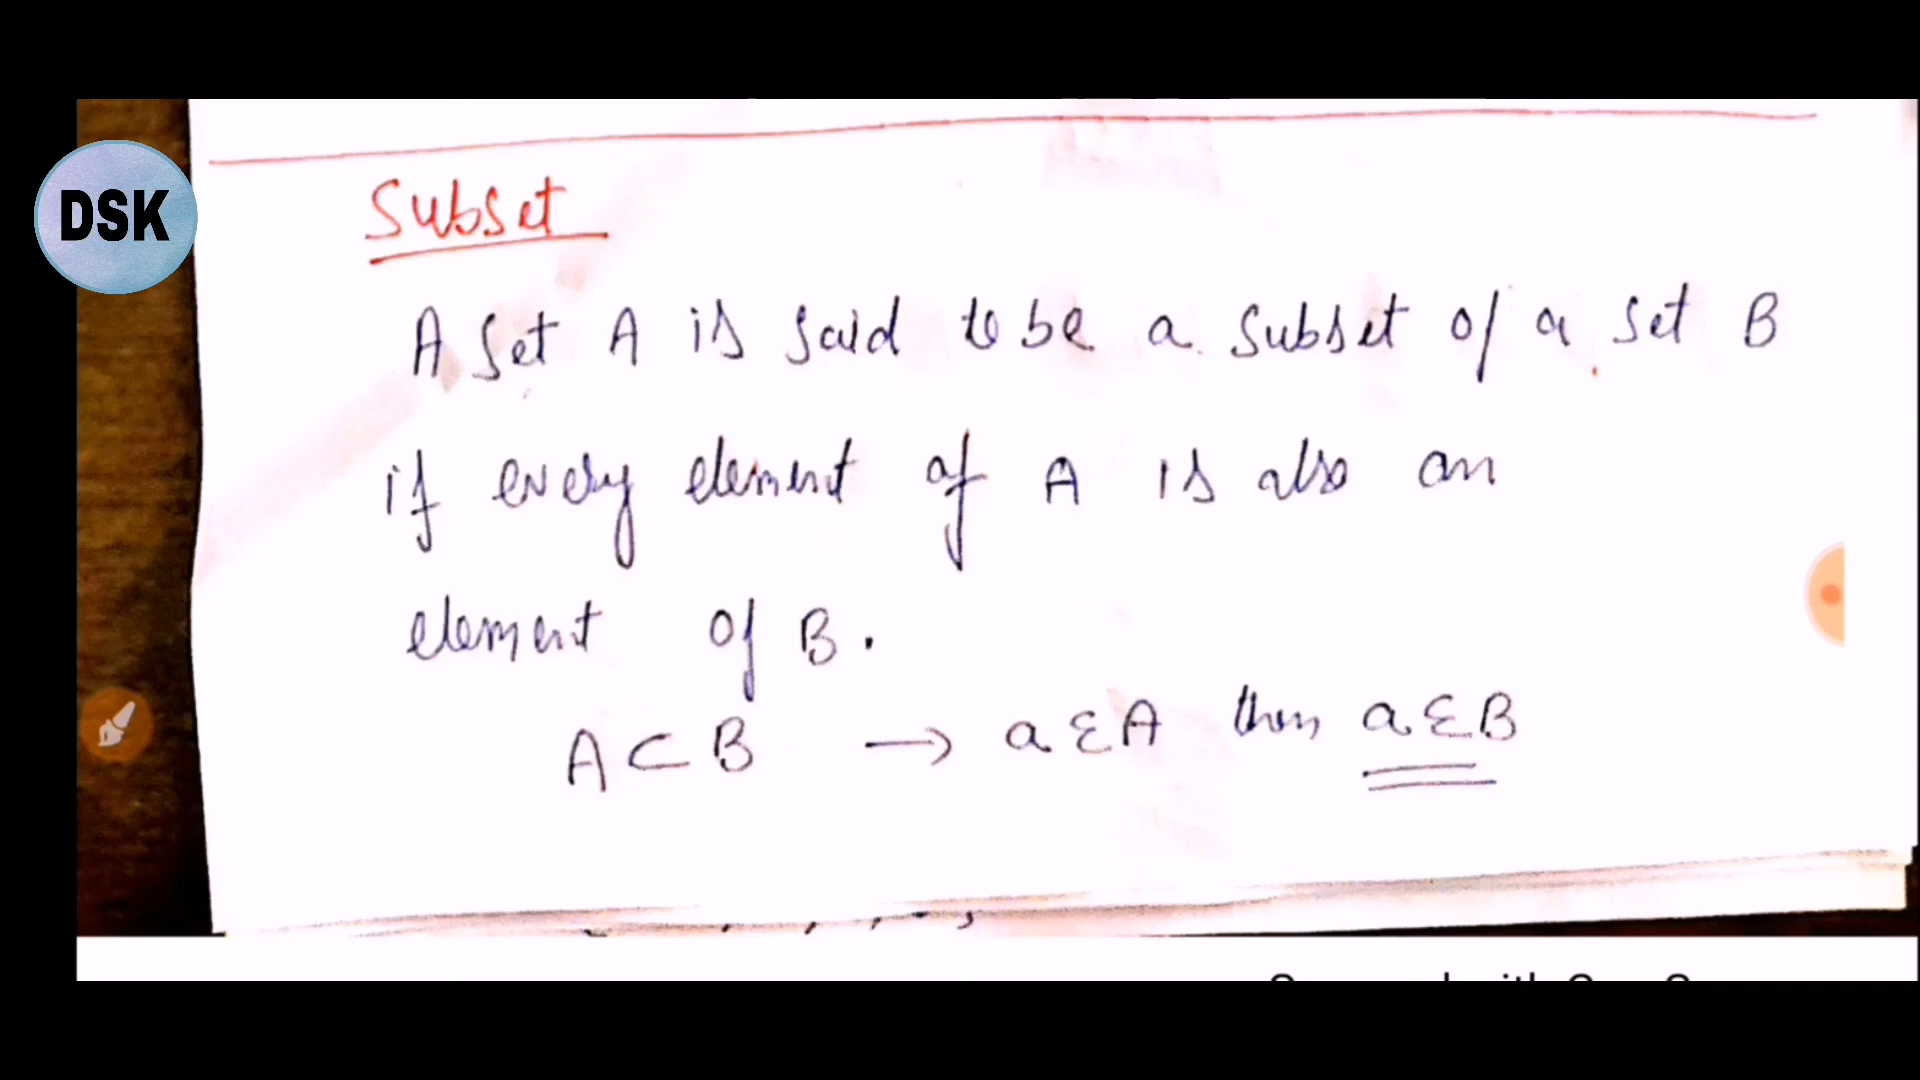 DSK
Subset
A set A is said to be a subset of a set B
if every element of A is also an
element of B.
A ⊂ B → a ∈ A then a ∈ B